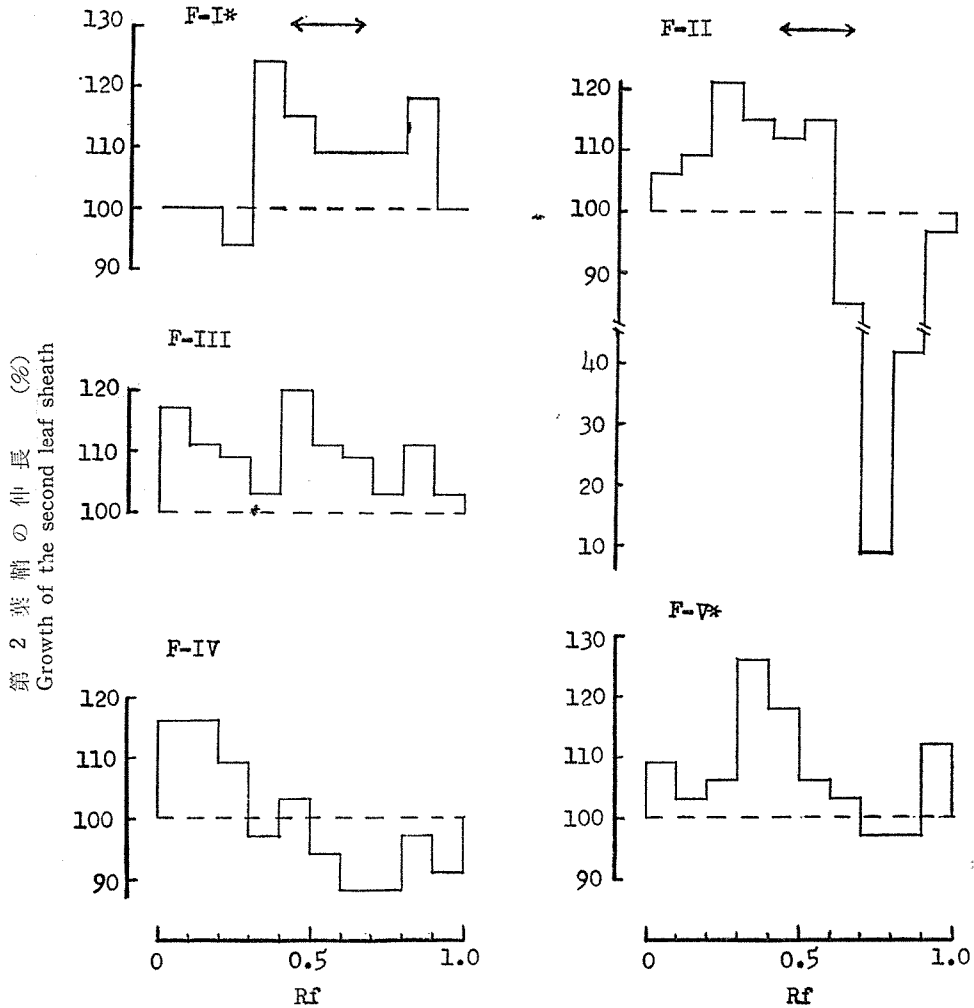 F-I*
130
120
110
100
90
F-II
120
110
100
90
40
30
20
10
F-III
120
110
100
F-IV
120
110
100
90
0 0.5 1.0
Rf
F-V*
130
120
110
100
90
0 0.5 1.0
Rf
第 2 葉 鞘 の 伸 長 (%)
Growth of the second leaf sheath